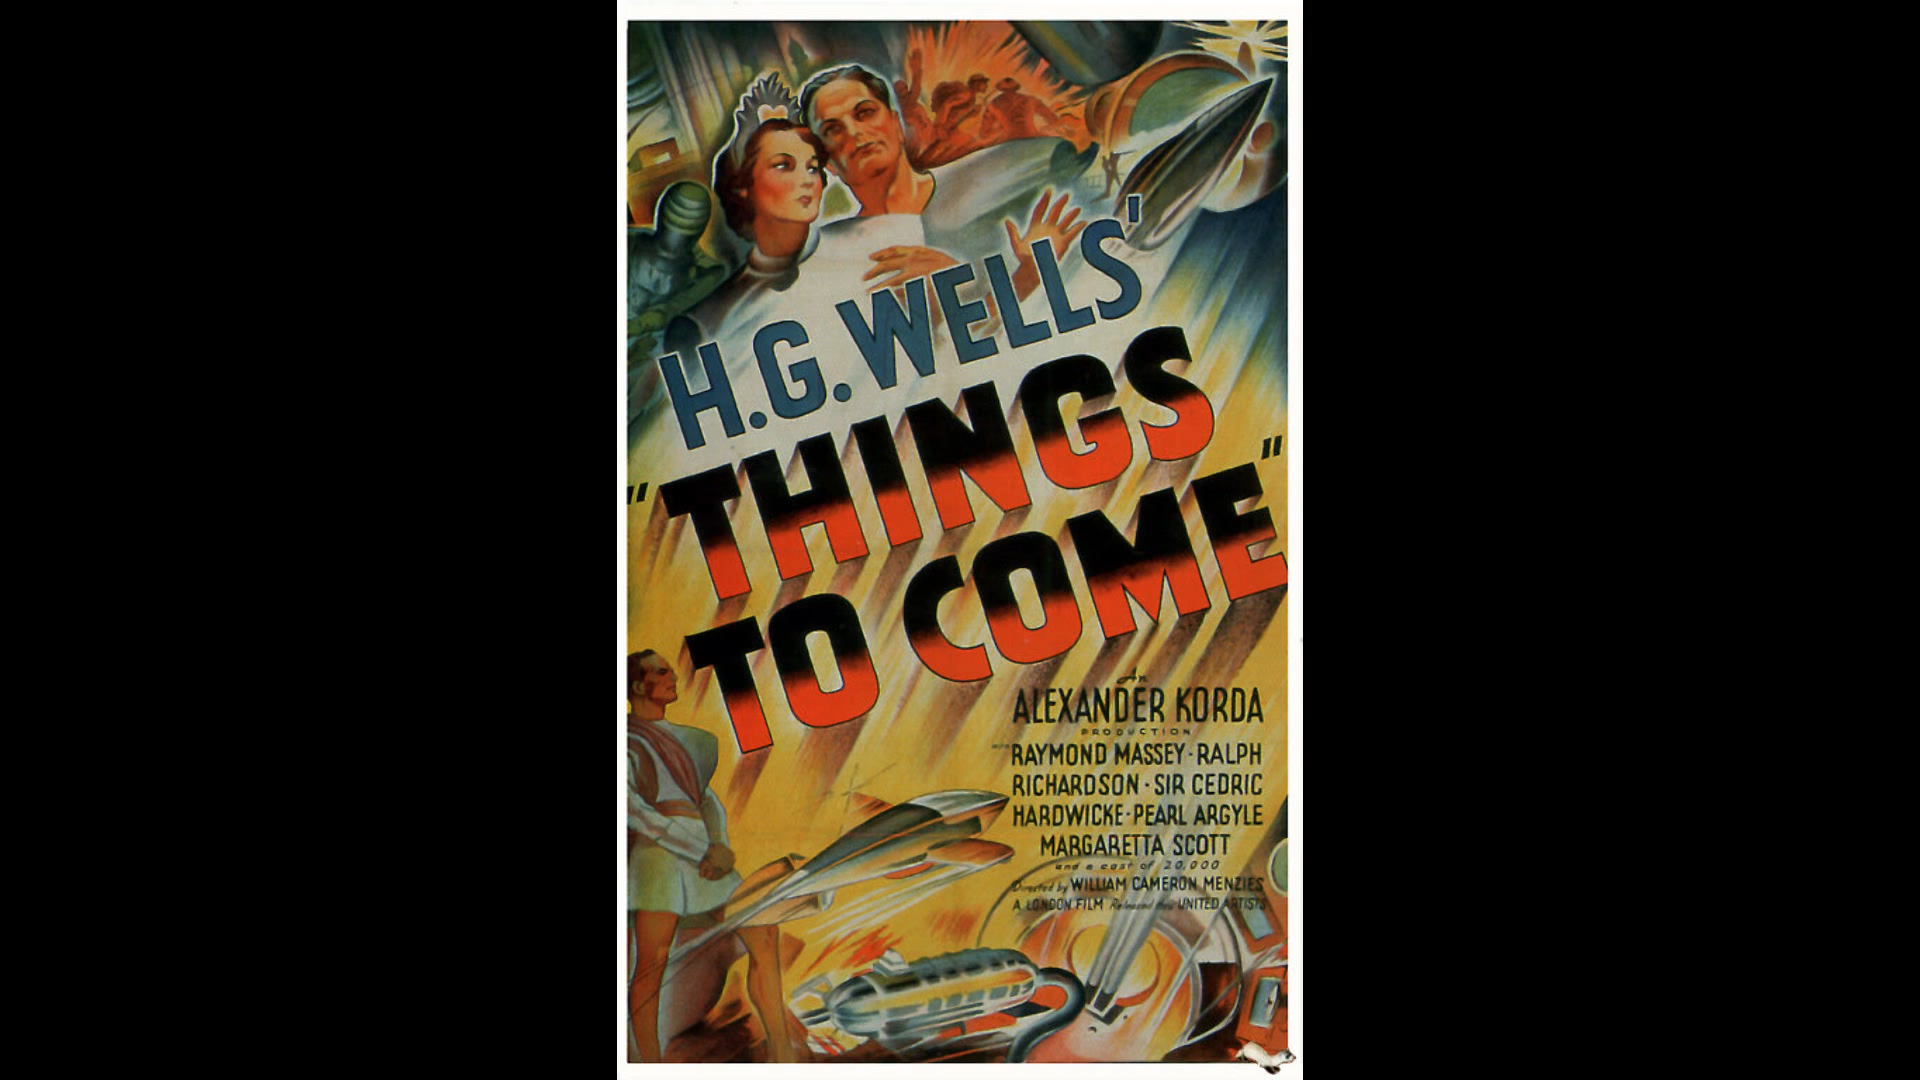 H.G. WELLS'
"THINGS
TO COME"
An
ALEXANDER KORDA
PRODUCTION
with RAYMOND MASSEY · RALPH
RICHARDSON · SIR CEDRIC
HARDWICKE · PEARL ARGYLE
MARGARETTA SCOTT
and a cast of 20,000
Directed by WILLIAM CAMERON MENZIES
A LONDON FILM Released thru UNITED ARTISTS